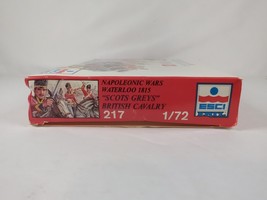 NAPOLEONIC WARS
WATERLOO 1815
"SCOTS GREYS"
BRITISH CAVALRY
217
1/72
ESCI